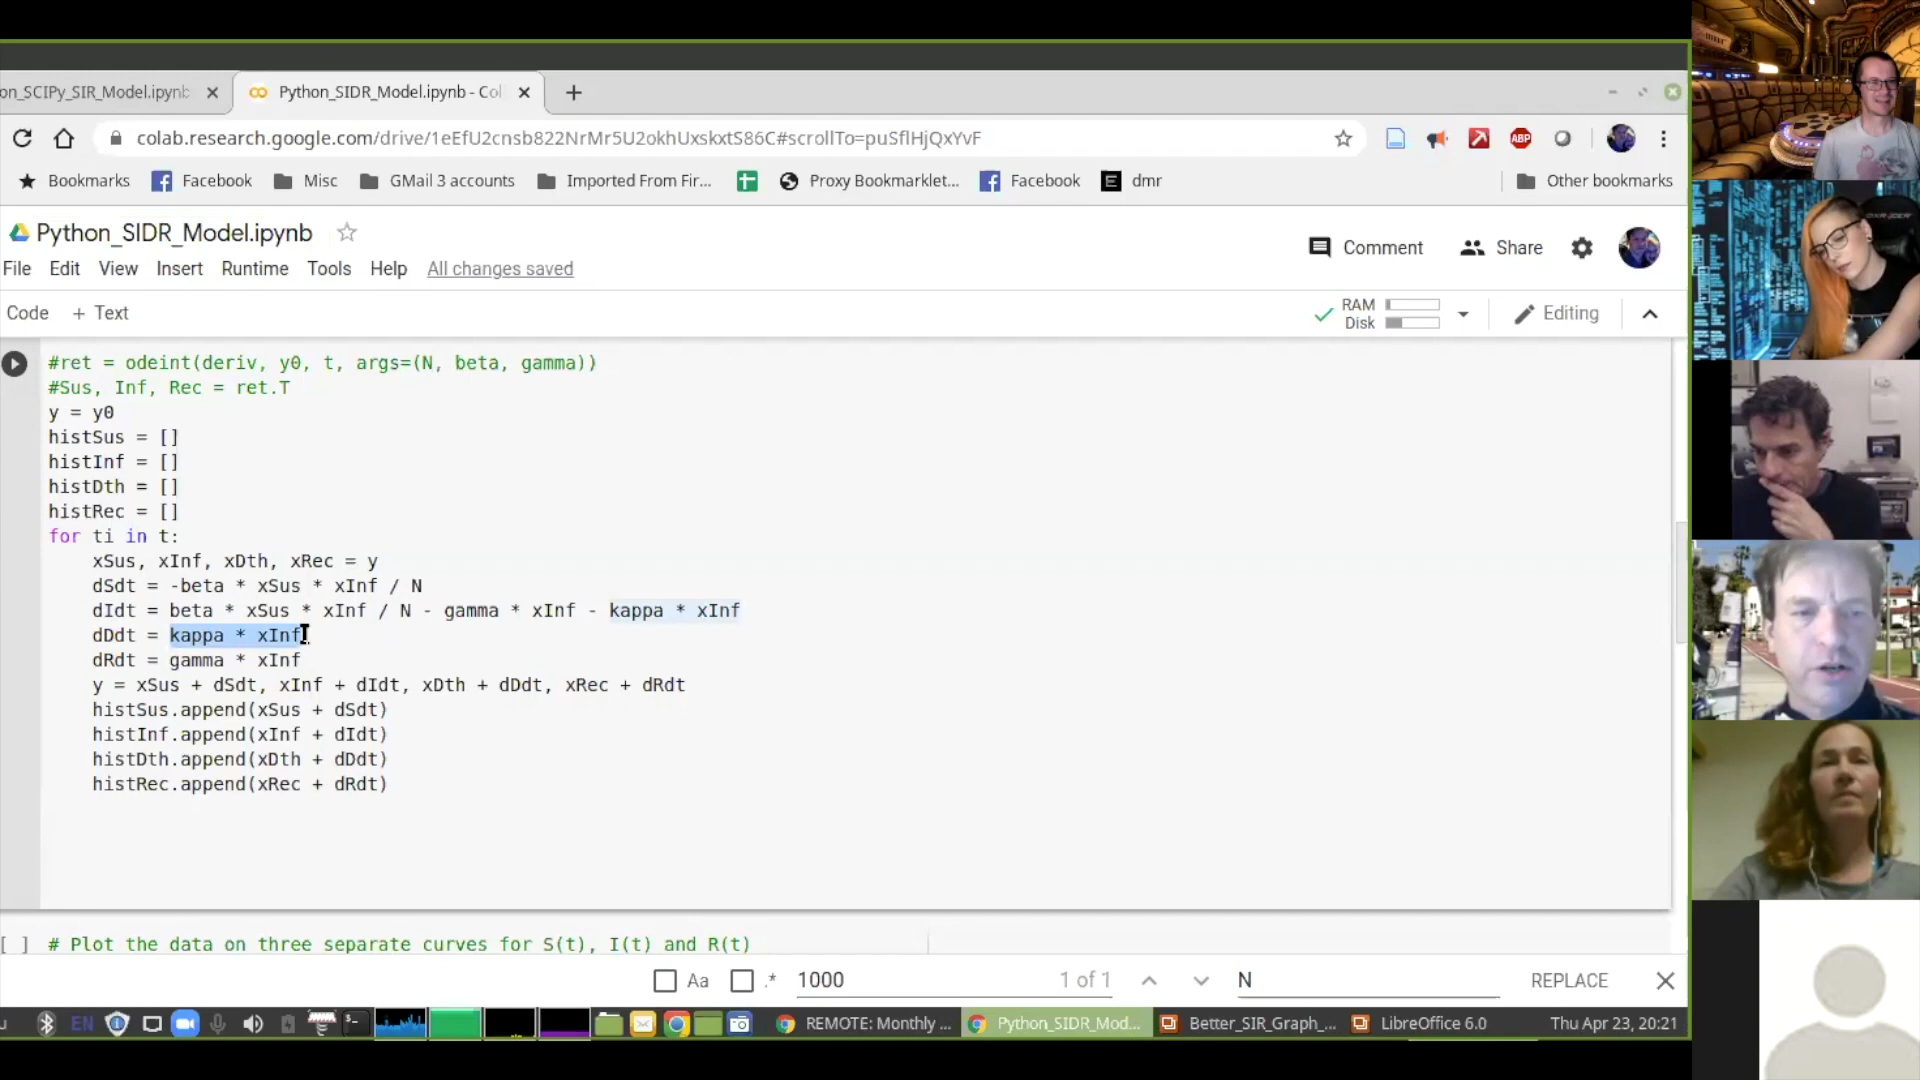 on_SCIPy_SIR_Model.ipynb
Python_SIDR_Model.ipynb - Col
colab.research.google.com/drive/1eEfU2cnsb822NrMr5U2okhUxskxtS86C#scrollTo=puSflHjQxYvF
ABP
Bookmarks Facebook Misc GMail 3 accounts Imported From Fir... Proxy Bookmarklet... Facebook E dmr Other bookmarks
Python_SIDR_Model.ipynb
Comment Share
File Edit View Insert Runtime Tools Help All changes saved
Code + Text
RAM
Disk
Editing
#ret = odeint(deriv, y0, t, args=(N, beta, gamma))
#Sus, Inf, Rec = ret.T
y = y0
histSus = []
histInf = []
histDth = []
histRec = []
for ti in t:
xSus, xInf, xDth, xRec = y
dSdt = -beta * xSus * xInf / N
dIdt = beta * xSus * xInf / N - gamma * xInf - kappa * xInf
dDdt = kappa * xInf
dRdt = gamma * xInf
y = xSus + dSdt, xInf + dIdt, xDth + dDdt, xRec + dRdt
histSus.append(xSus + dSdt)
histInf.append(xInf + dIdt)
histDth.append(xDth + dDdt)
histRec.append(xRec + dRdt)
[ ] # Plot the data on three separate curves for S(t), I(t) and R(t)
Aa .* 1000 1 of 1 N REPLACE
u EN REMOTE: Monthly ... Python_SIDR_Mod... Better_SIR_Graph_... LibreOffice 6.0 Thu Apr 23, 20:21